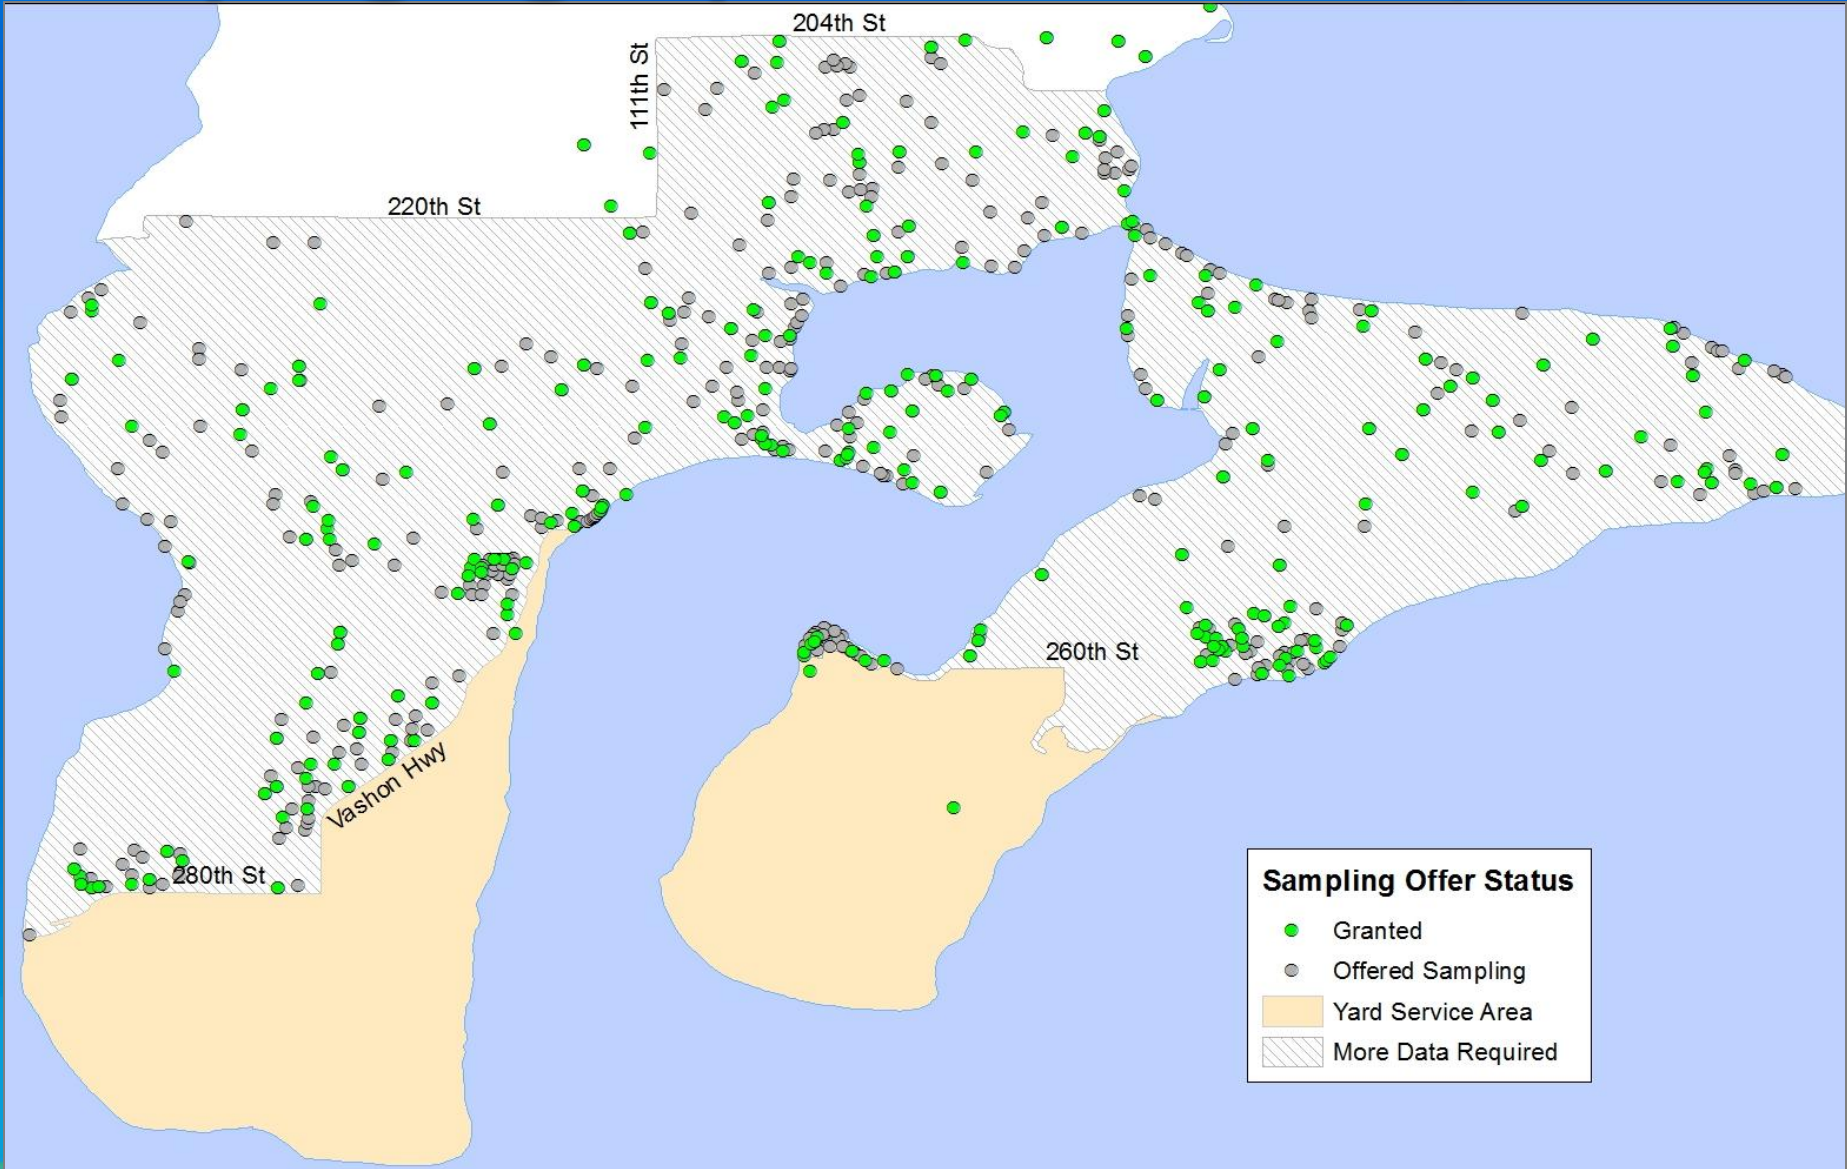 204th St
111th St
220th St
260th St
Vashon Hwy
280th St
Sampling Offer Status
Granted
Offered Sampling
Yard Service Area
More Data Required